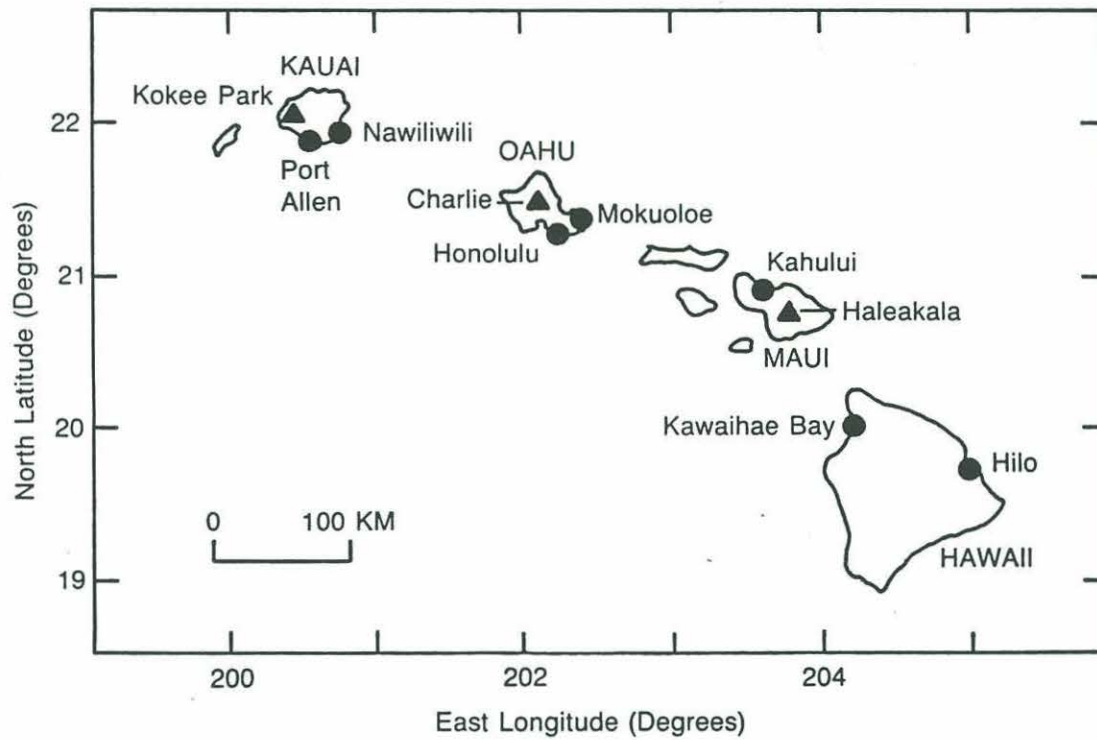 KAUAI
Kokee Park
22
Nawiliwili
Port
Allen
OAHU
Charlie
Mokuoloe
Honolulu
21
Kahului
Haleakala
MAUI
20
Kawaihae Bay
Hilo
0 100 KM
HAWAII
19
200 202 204
North Latitude (Degrees)
East Longitude (Degrees)